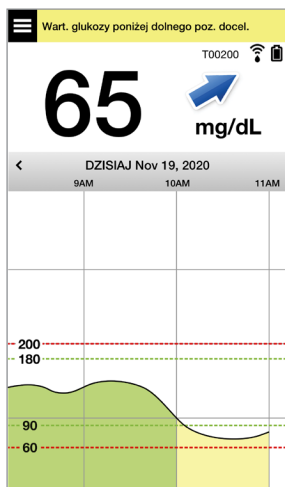 Wart. glukozy poniżej dolnego poz. docel.
T00200
65
mg/dL
< DZISIAJ Nov 19, 2020
9AM 10AM 11AM
200
180
90
60